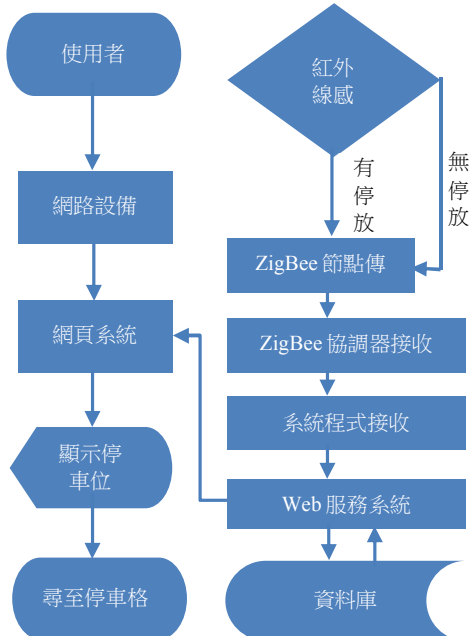 使用者
網路設備
網頁系統
顯示停
車位
尋至停車格
紅外
線感
有停放
無停放
ZigBee 節點傳
ZigBee 協調器接收
系統程式接收
Web 服務系統
資料庫